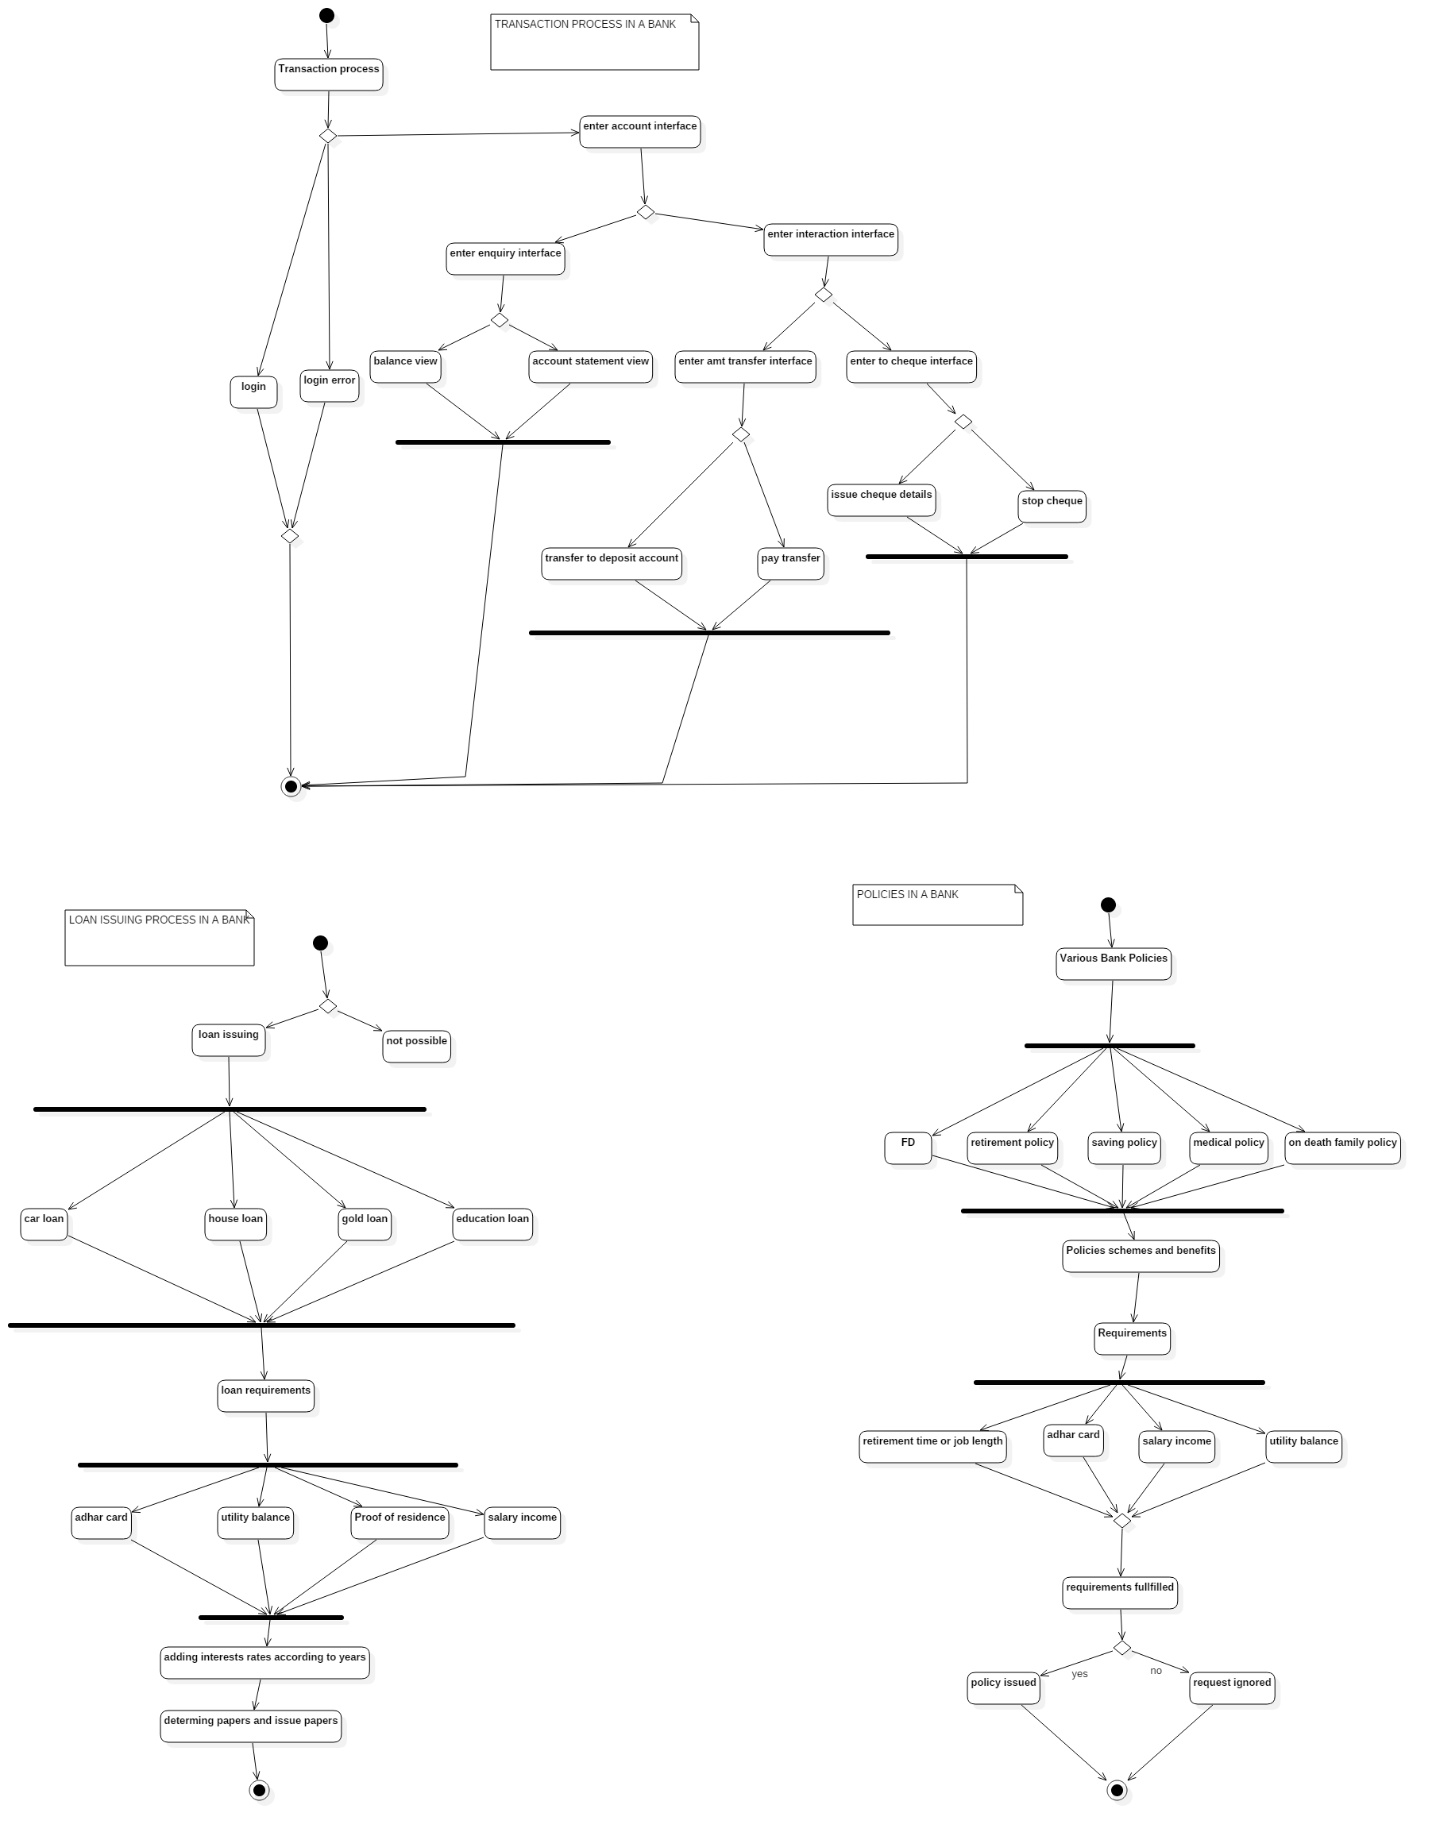 TRANSACTION PROCESS IN A BANK
Transaction process
enter account interface
enter interaction interface
enter enquiry interface
balance view
account statement view
enter amt transfer interface
enter to cheque interface
login
login error
issue cheque details
stop cheque
transfer to deposit account
pay transfer
LOAN ISSUING PROCESS IN A BANK
loan issuing
not possible
car loan
house loan
gold loan
education loan
loan requirements
adhar card
utility balance
Proof of residence
salary income
adding interests rates according to years
determg papers and issue papers
POLICIES IN A BANK
Various Bank Policies
FD
retirement policy
saving policy
medical policy
on death family policy
Policies schemes and benefits
Requirements
retirement time or job length
adhar card
salary income
utility balance
requirements fullfilled
yes
no
policy issued
request ignored